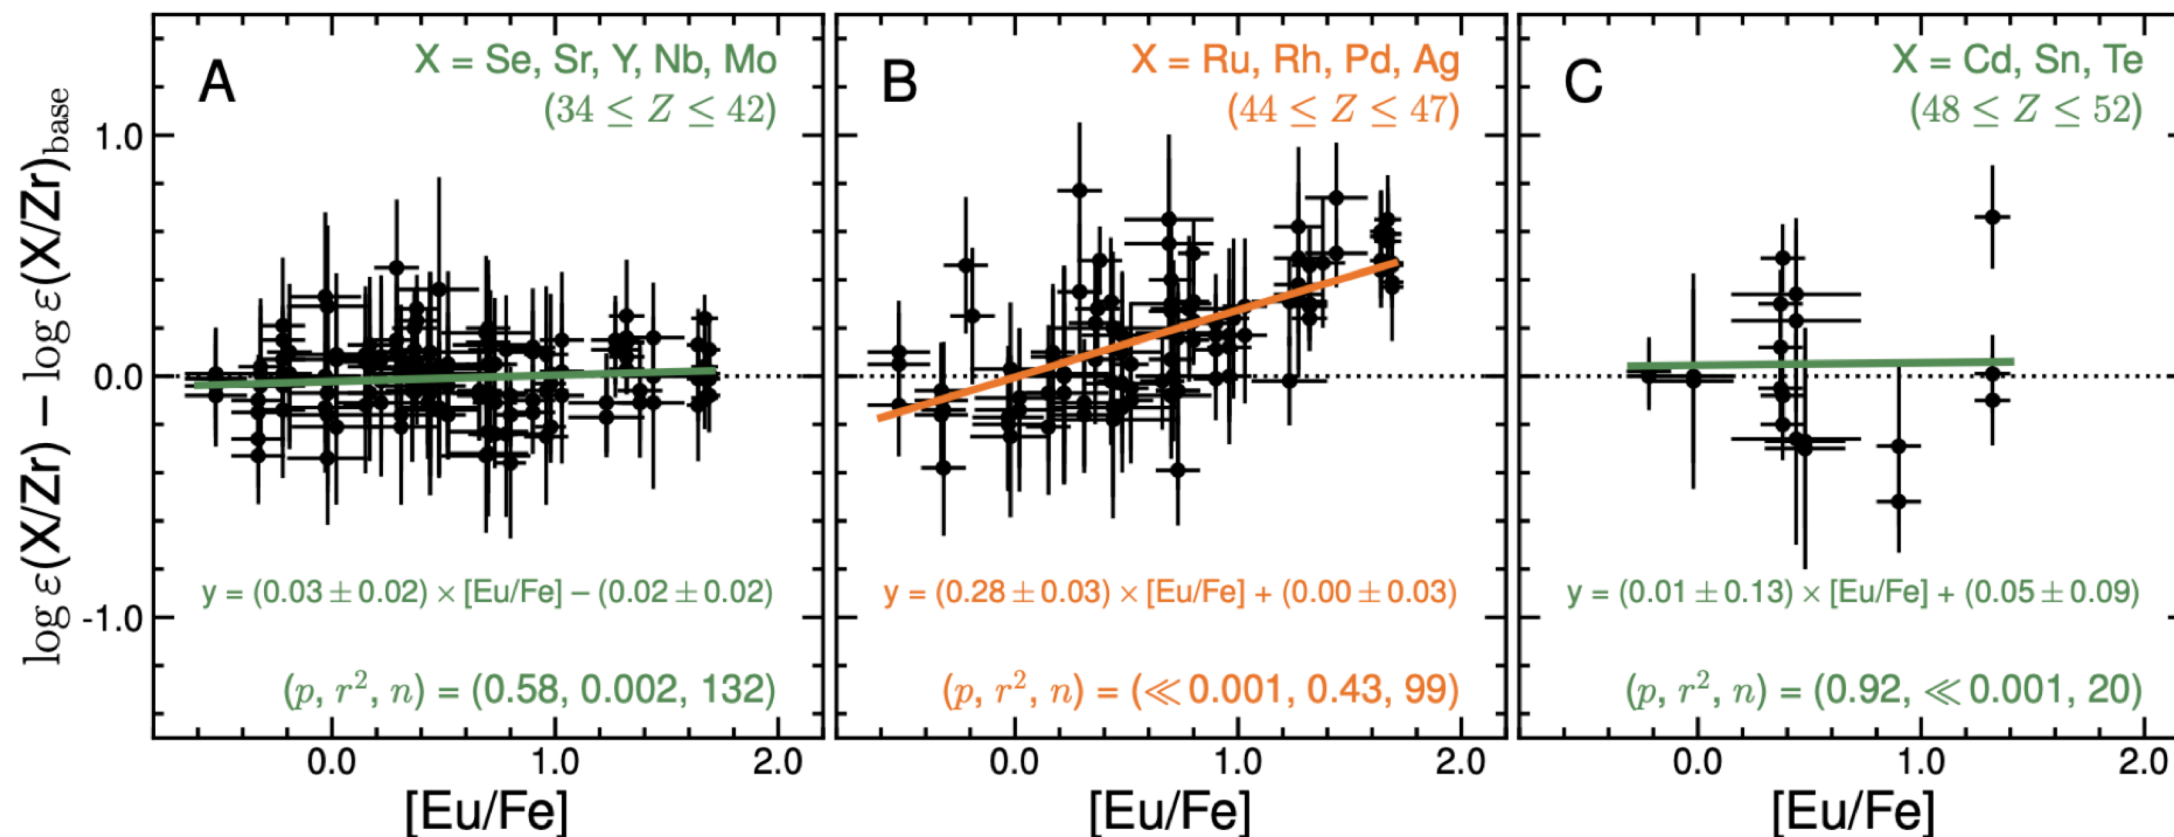 log ε(X/Zr) − log ε(X/Zr)base
1.0
0.0
-1.0
A
X = Se, Sr, Y, Nb, Mo
(34 ≤ Z ≤ 42)
y = (0.03 ± 0.02) × [Eu/Fe] − (0.02 ± 0.02)
(p, r², n) = (0.58, 0.002, 132)
0.0 1.0 2.0
[Eu/Fe]
B
X = Ru, Rh, Pd, Ag
(44 ≤ Z ≤ 47)
y = (0.28 ± 0.03) × [Eu/Fe] + (0.00 ± 0.03)
(p, r², n) = (≪ 0.001, 0.43, 99)
0.0 1.0 2.0
[Eu/Fe]
C
X = Cd, Sn, Te
(48 ≤ Z ≤ 52)
y = (0.01 ± 0.13) × [Eu/Fe] + (0.05 ± 0.09)
(p, r², n) = (0.92, ≪ 0.001, 20)
0.0 1.0 2.0
[Eu/Fe]